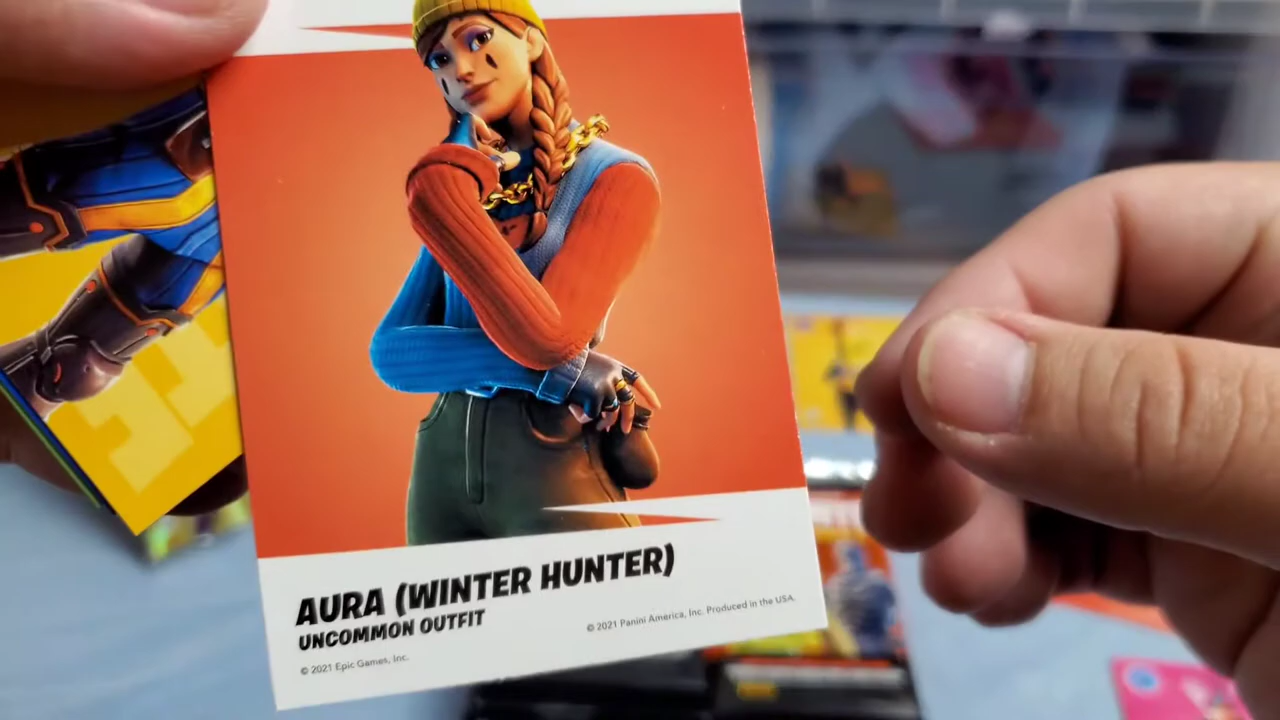 AURA (WINTER HUNTER)
UNCOMMON OUTFIT
© 2021 Panini America, Inc. Produced in the USA.
© 2021 Epic Games, Inc.